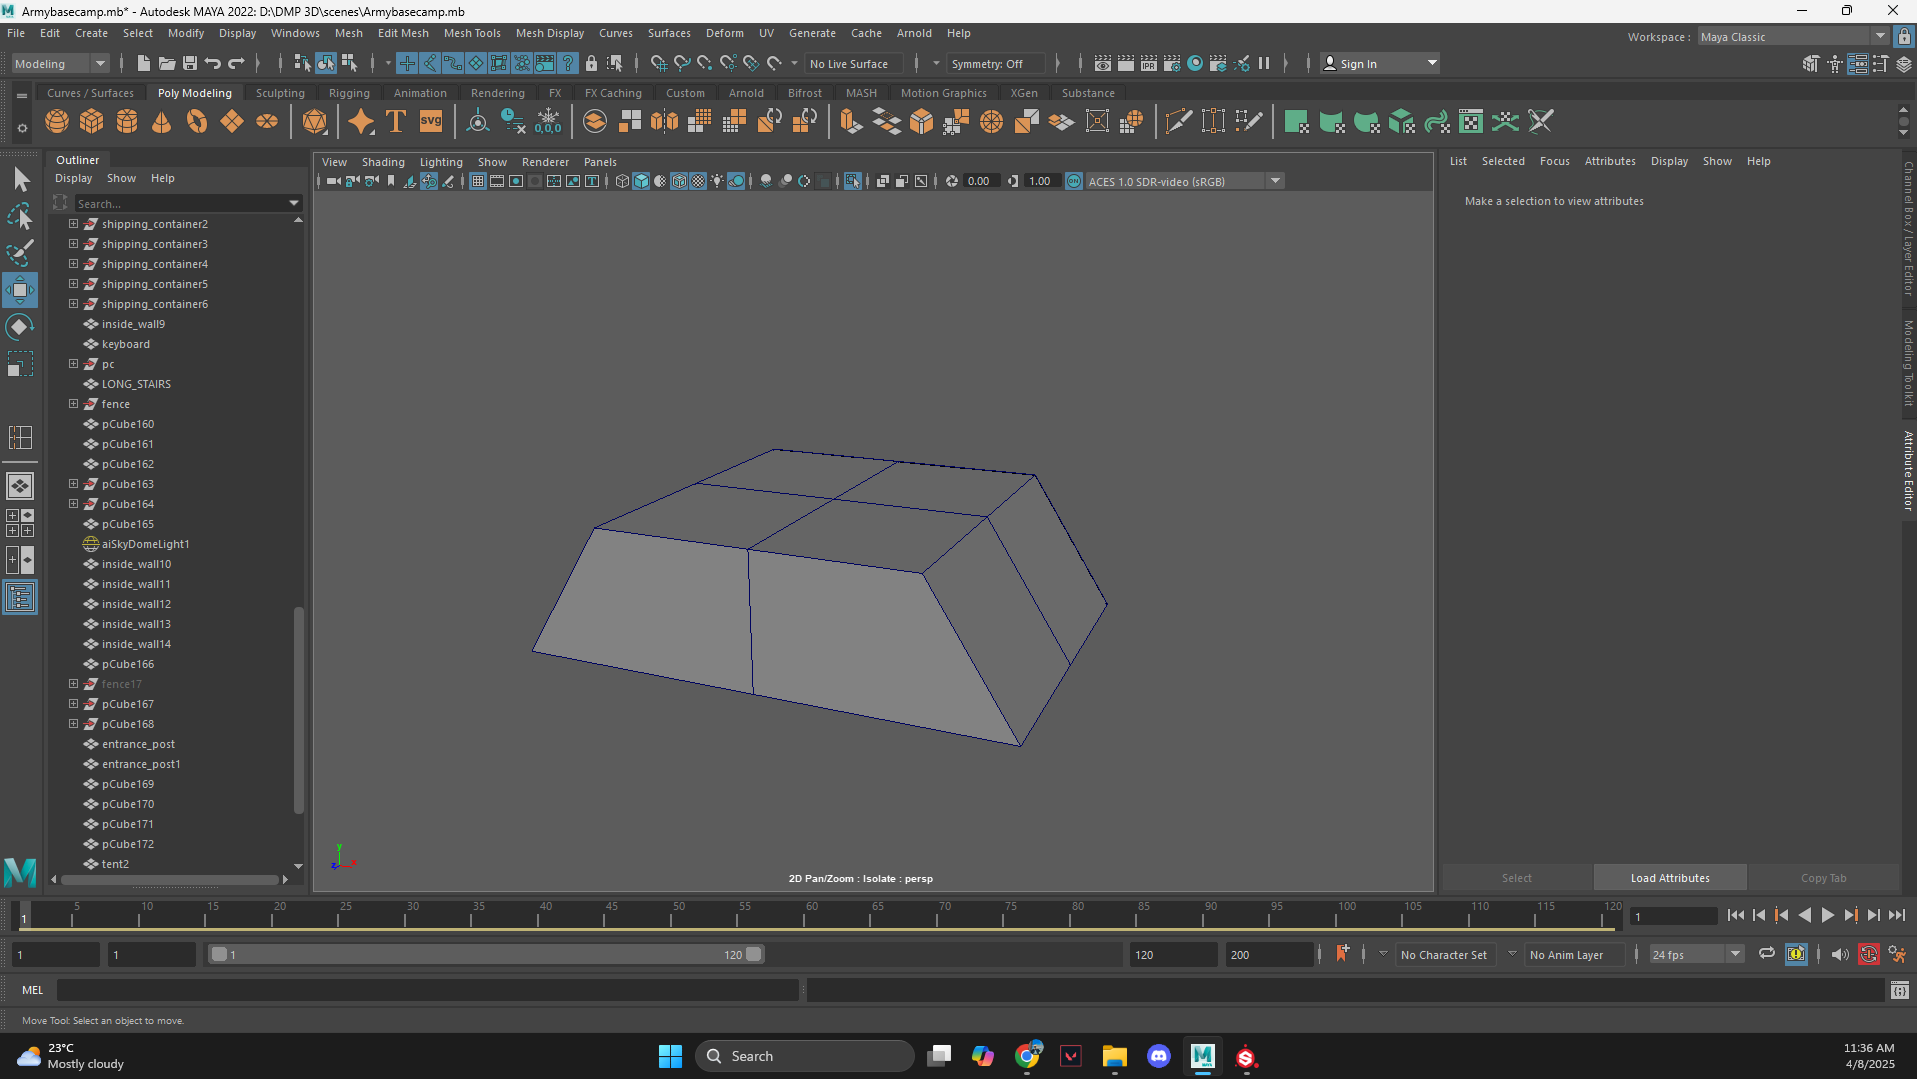 Armybasecamp.mb* - Autodesk MAYA 2022: D:\DMP 3D\scenes\Armybasecamp.mb
File Edit Create Select Modify Display Windows Mesh Edit Mesh Mesh Tools Mesh Display Curves Surfaces Deform UV Generate Cache Arnold Help
Workspace : Maya Classic
Modeling No Live Surface Symmetry: Off Sign In
Curves / Surfaces Poly Modeling Sculpting Rigging Animation Rendering FX FX Caching Custom Arnold Bifrost MASH Motion Graphics XGen Substance
T SVG 0,0,0
Outliner
Display Show Help
Search...
shipping_container2
shipping_container3
shipping_container4
shipping_container5
shipping_container6
inside_wall9
keyboard
pc
LONG_STAIRS
fence
pCube160
pCube161
pCube162
pCube163
pCube164
pCube165
aiSkyDomeLight1
inside_wall10
inside_wall11
inside_wall12
inside_wall13
inside_wall14
pCube166
fence17
pCube167
pCube168
entrance_post
entrance_post1
pCube169
pCube170
pCube171
pCube172
tent2
View Shading Lighting Show Renderer Panels
0.00 1.00 ON ACES 1.0 SDR-video (sRGB)
y
z x
2D Pan/Zoom : Isolate : persp
List Selected Focus Attributes Display Show Help
Make a selection to view attributes
Select Load Attributes Copy Tab
Channel Box / Layer Editor
Modeling Toolkit
Attribute Editor
1 5 10 15 20 25 30 35 40 45 50 55 60 65 70 75 80 85 90 95 100 105 110 115 120 1
1 1 1 120 120 200 No Character Set No Anim Layer 24 fps
MEL
Move Tool: Select an object to move.
23°C
Mostly cloudy
Search
11:36 AM
4/8/2025